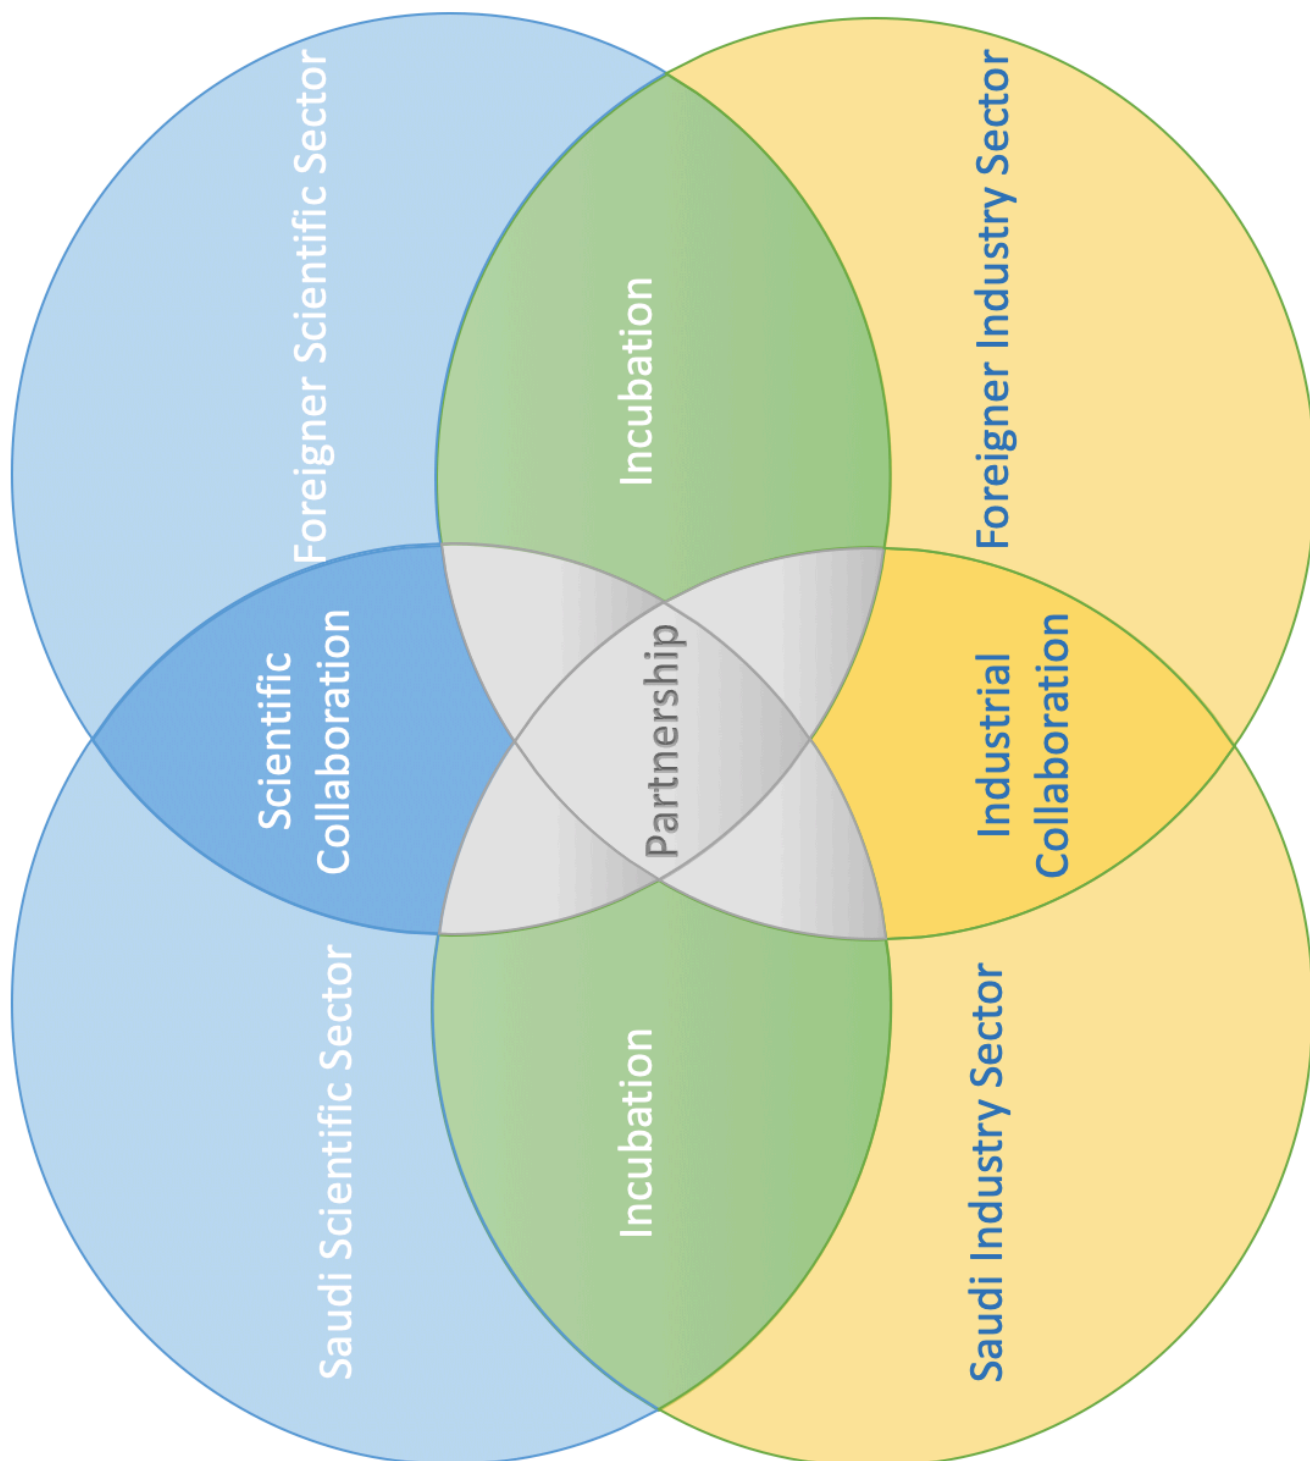 Saudi Scientific Sector
Scientific
Collaboration
Foreigner Scientific Sector
Incubation
Partnership
Incubation
Saudi Industry Sector
Industrial
Collaboration
Foreigner Industry Sector